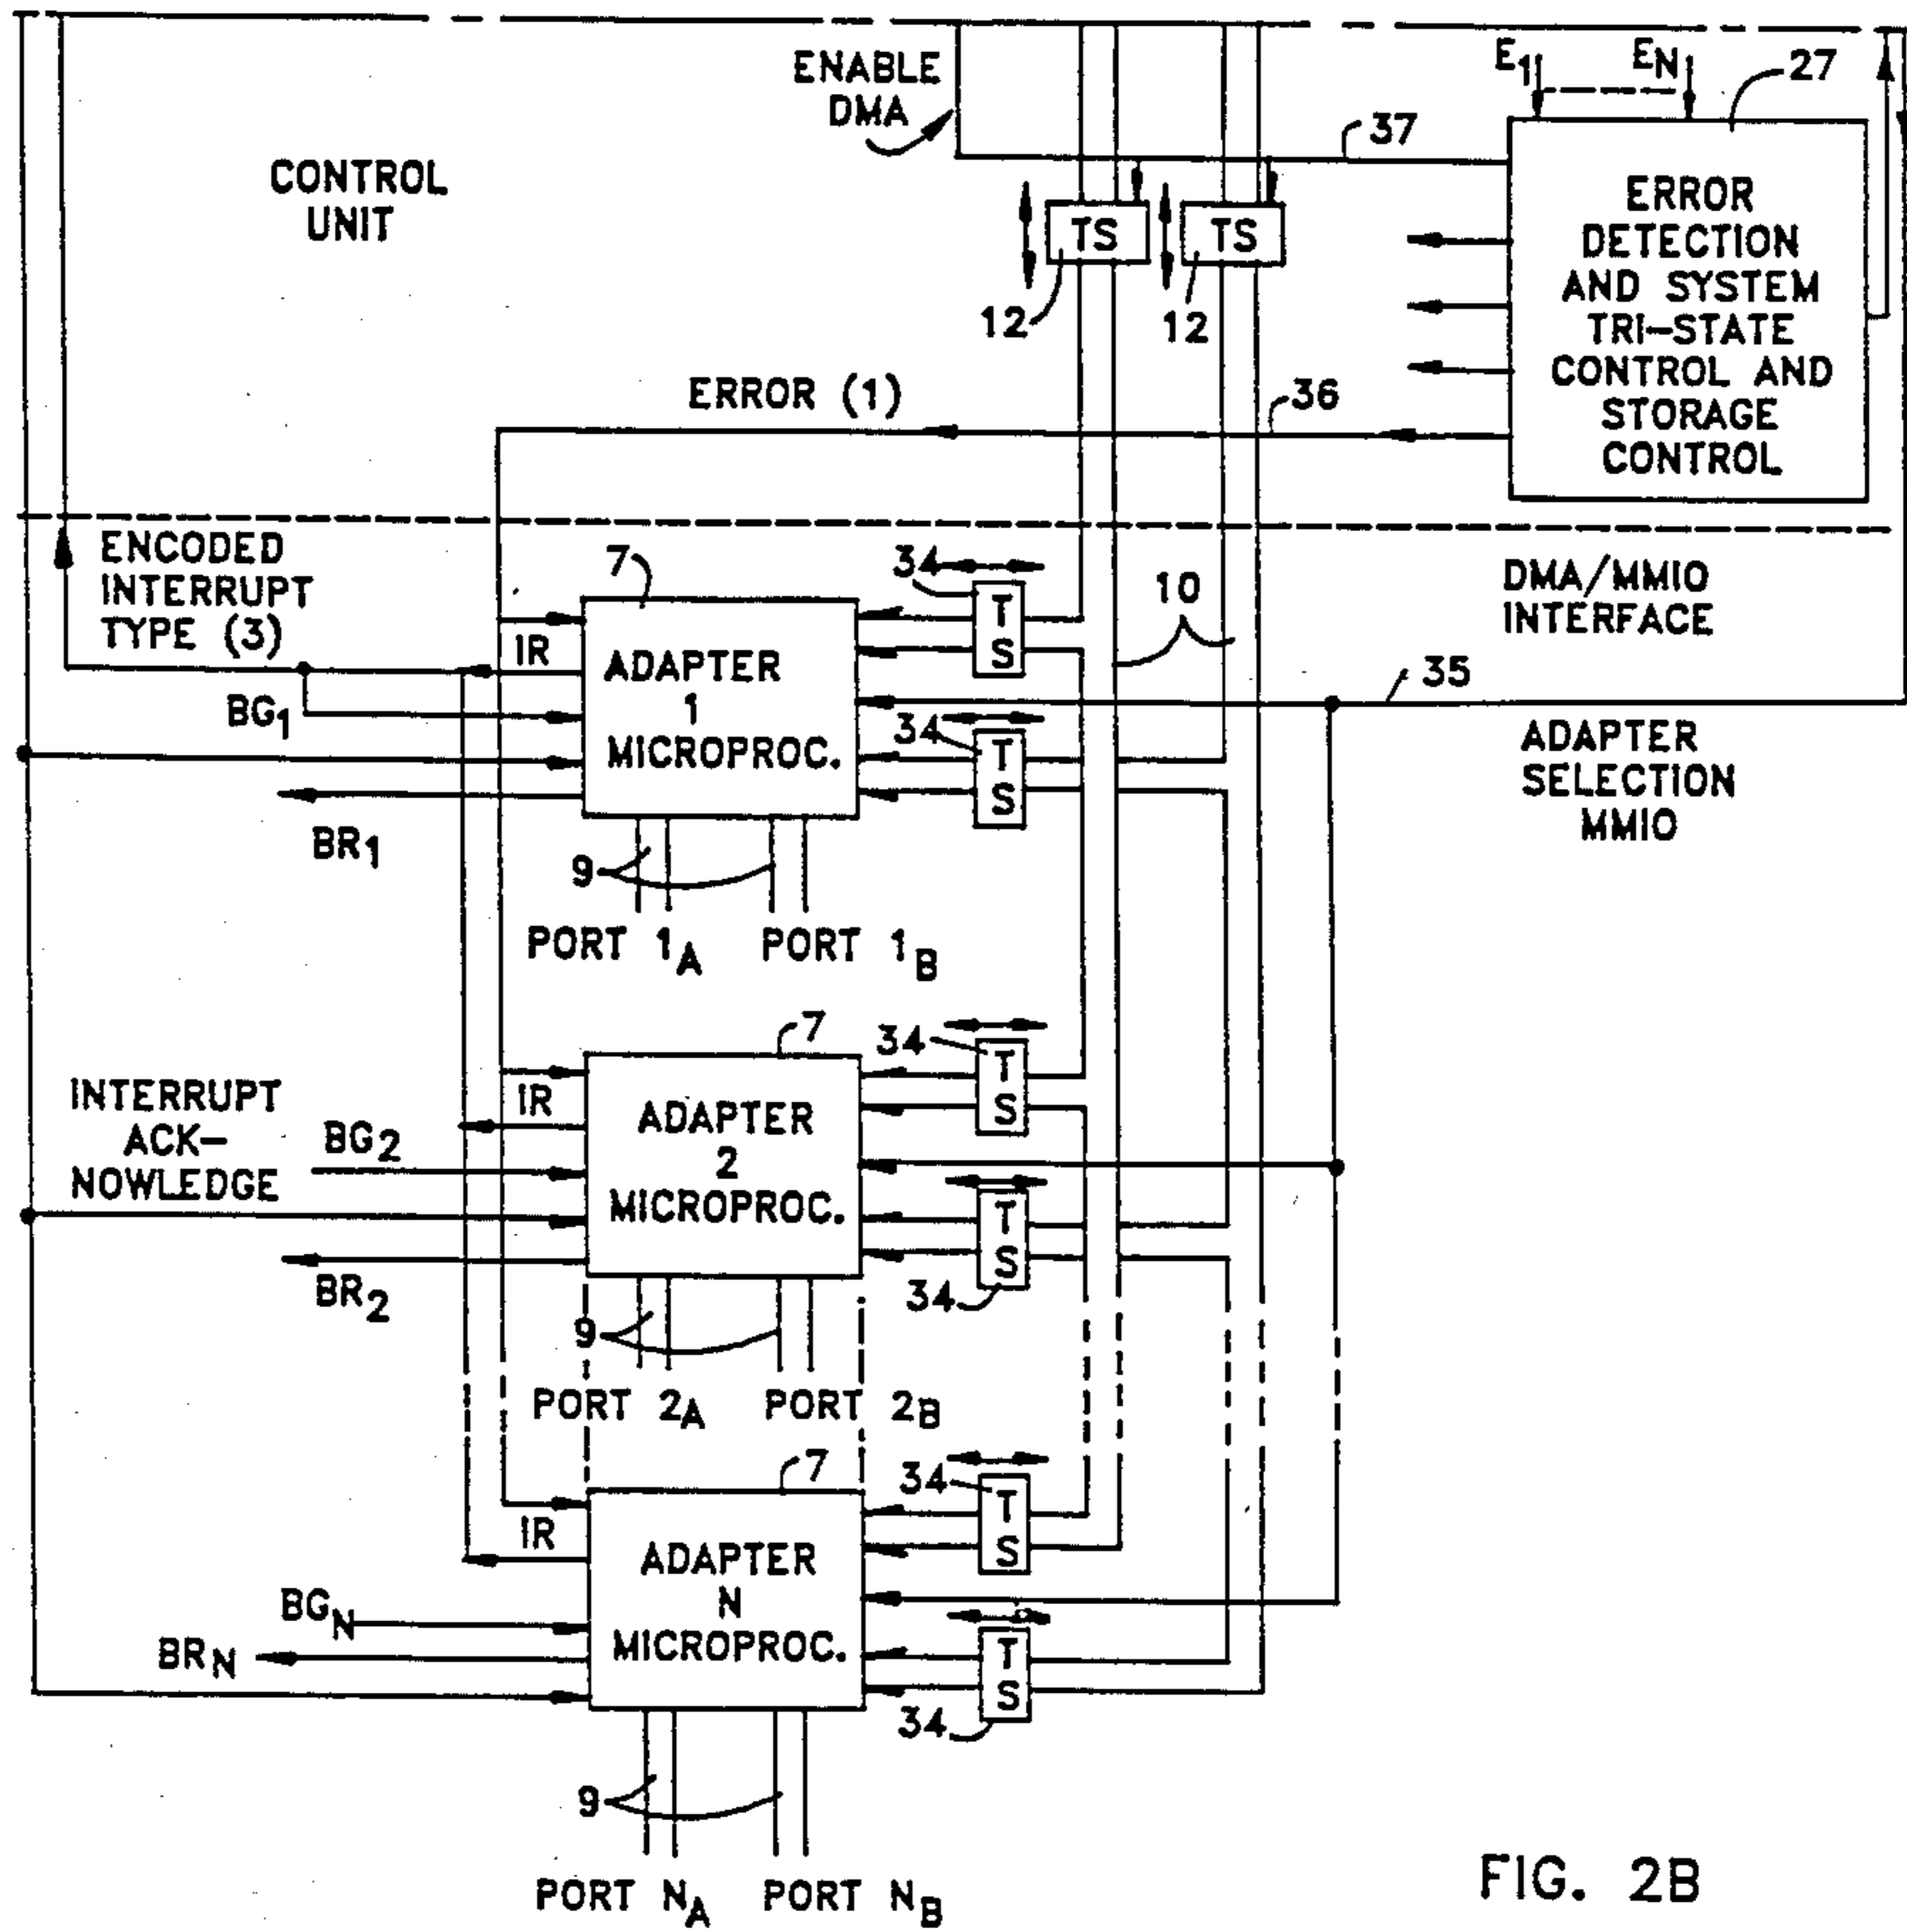 ENABLE
DMA
E1
EN
27
37
CONTROL
UNIT
TS
TS
ERROR
DETECTION
AND SYSTEM
TRI-STATE
CONTROL AND
STORAGE
CONTROL
12
12
ERROR (1)
36
ENCODED
INTERRUPT
TYPE (3)
7
34
T
S
10
DMA/MMIO
INTERFACE
IR
ADAPTER
1
MICROPROC.
35
BG1
34
T
S
ADAPTER
SELECTION
MMIO
BR1
9
PORT 1A
PORT 1B
7
34
T
S
INTERRUPT
ACK-
NOWLEDGE
IR
BG2
ADAPTER
2
MICROPROC.
T
S
34
BR2
9
PORT 2A
PORT 2B
7
34
T
S
IR
ADAPTER
N
MICROPROC.
BGN
BRN
T
S
34
9
PORT NA
PORT NB
FIG. 2B